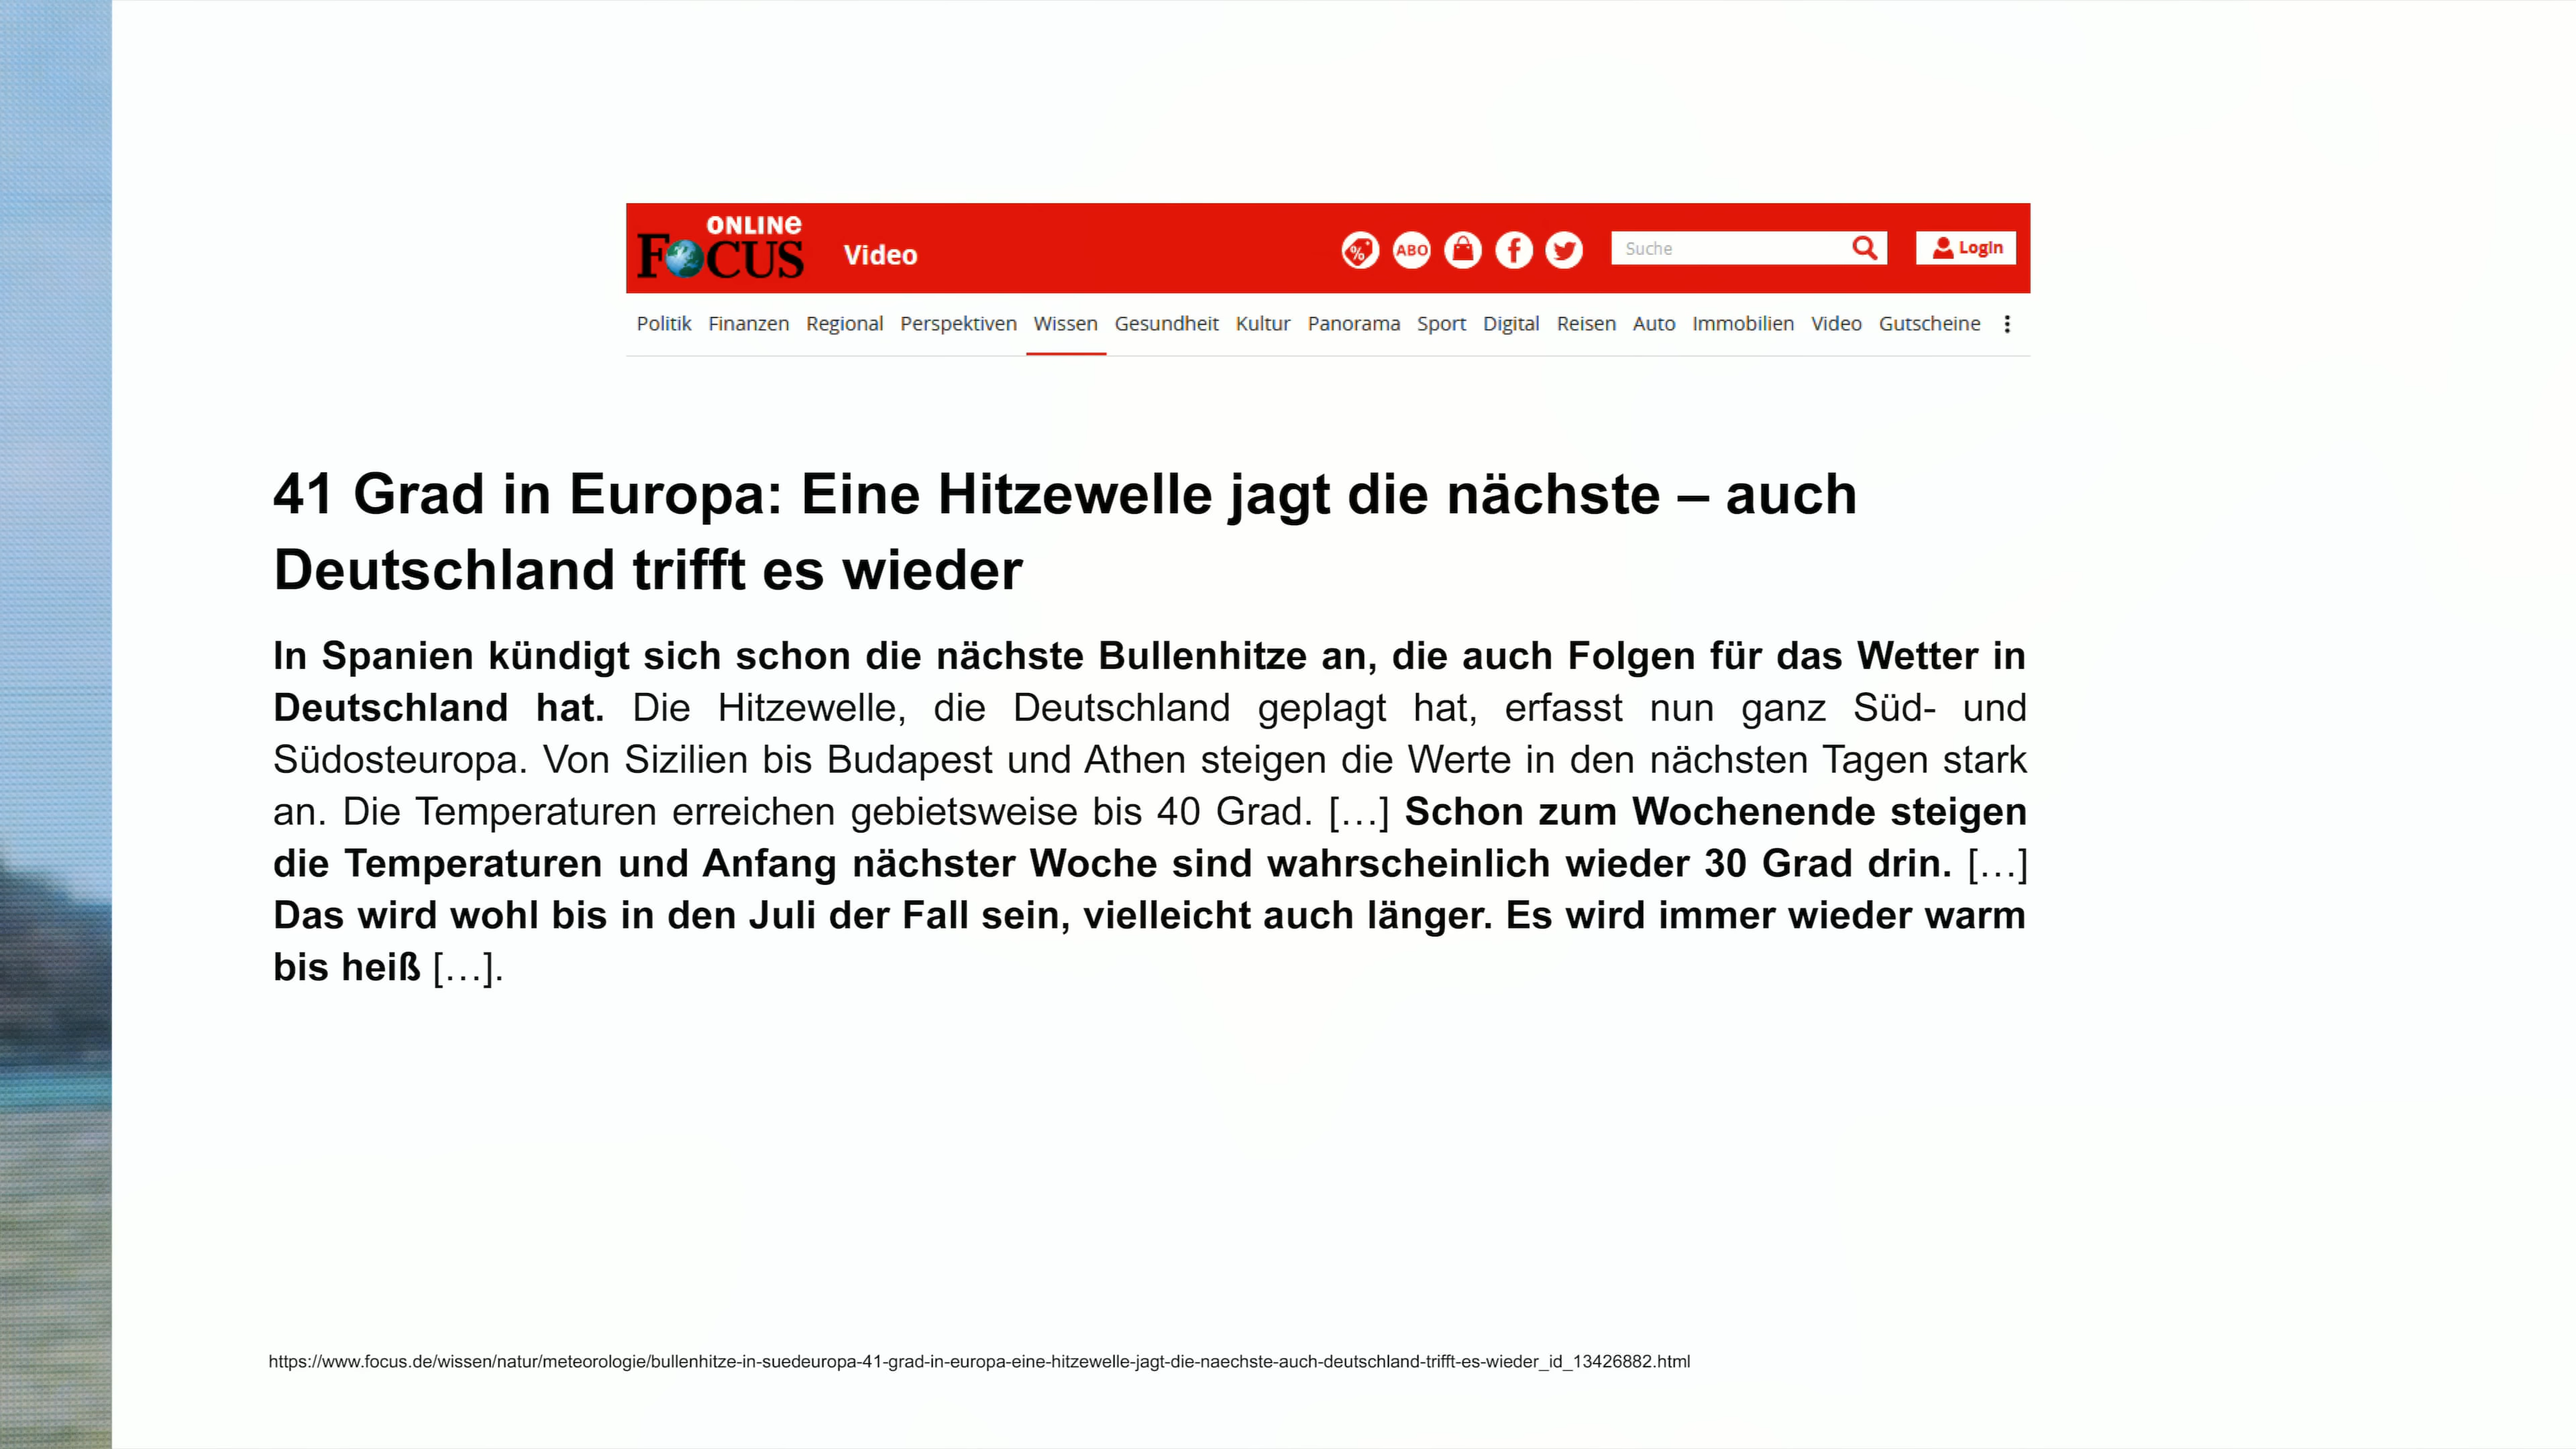 ONLINE
FOCUS
Video
ABO
Suche
Login
Politik Finanzen Regional Perspektiven Wissen Gesundheit Kultur Panorama Sport Digital Reisen Auto Immobilien Video Gutscheine
41 Grad in Europa: Eine Hitzewelle jagt die nächste – auch
Deutschland trifft es wieder
In Spanien kündigt sich schon die nächste Bullenhitze an, die auch Folgen für das Wetter in
Deutschland hat. Die Hitzewelle, die Deutschland geplagt hat, erfasst nun ganz Süd- und
Südosteuropa. Von Sizilien bis Budapest und Athen steigen die Werte in den nächsten Tagen stark
an. Die Temperaturen erreichen gebietsweise bis 40 Grad. […] Schon zum Wochenende steigen
die Temperaturen und Anfang nächster Woche sind wahrscheinlich wieder 30 Grad drin. […]
Das wird wohl bis in den Juli der Fall sein, vielleicht auch länger. Es wird immer wieder warm
bis heiß […].
https://www.focus.de/wissen/natur/meteorologie/bullenhitze-in-suedeuropa-41-grad-in-europa-eine-hitzewelle-jagt-die-naechste-auch-deutschland-trifft-es-wieder_id_13426882.html